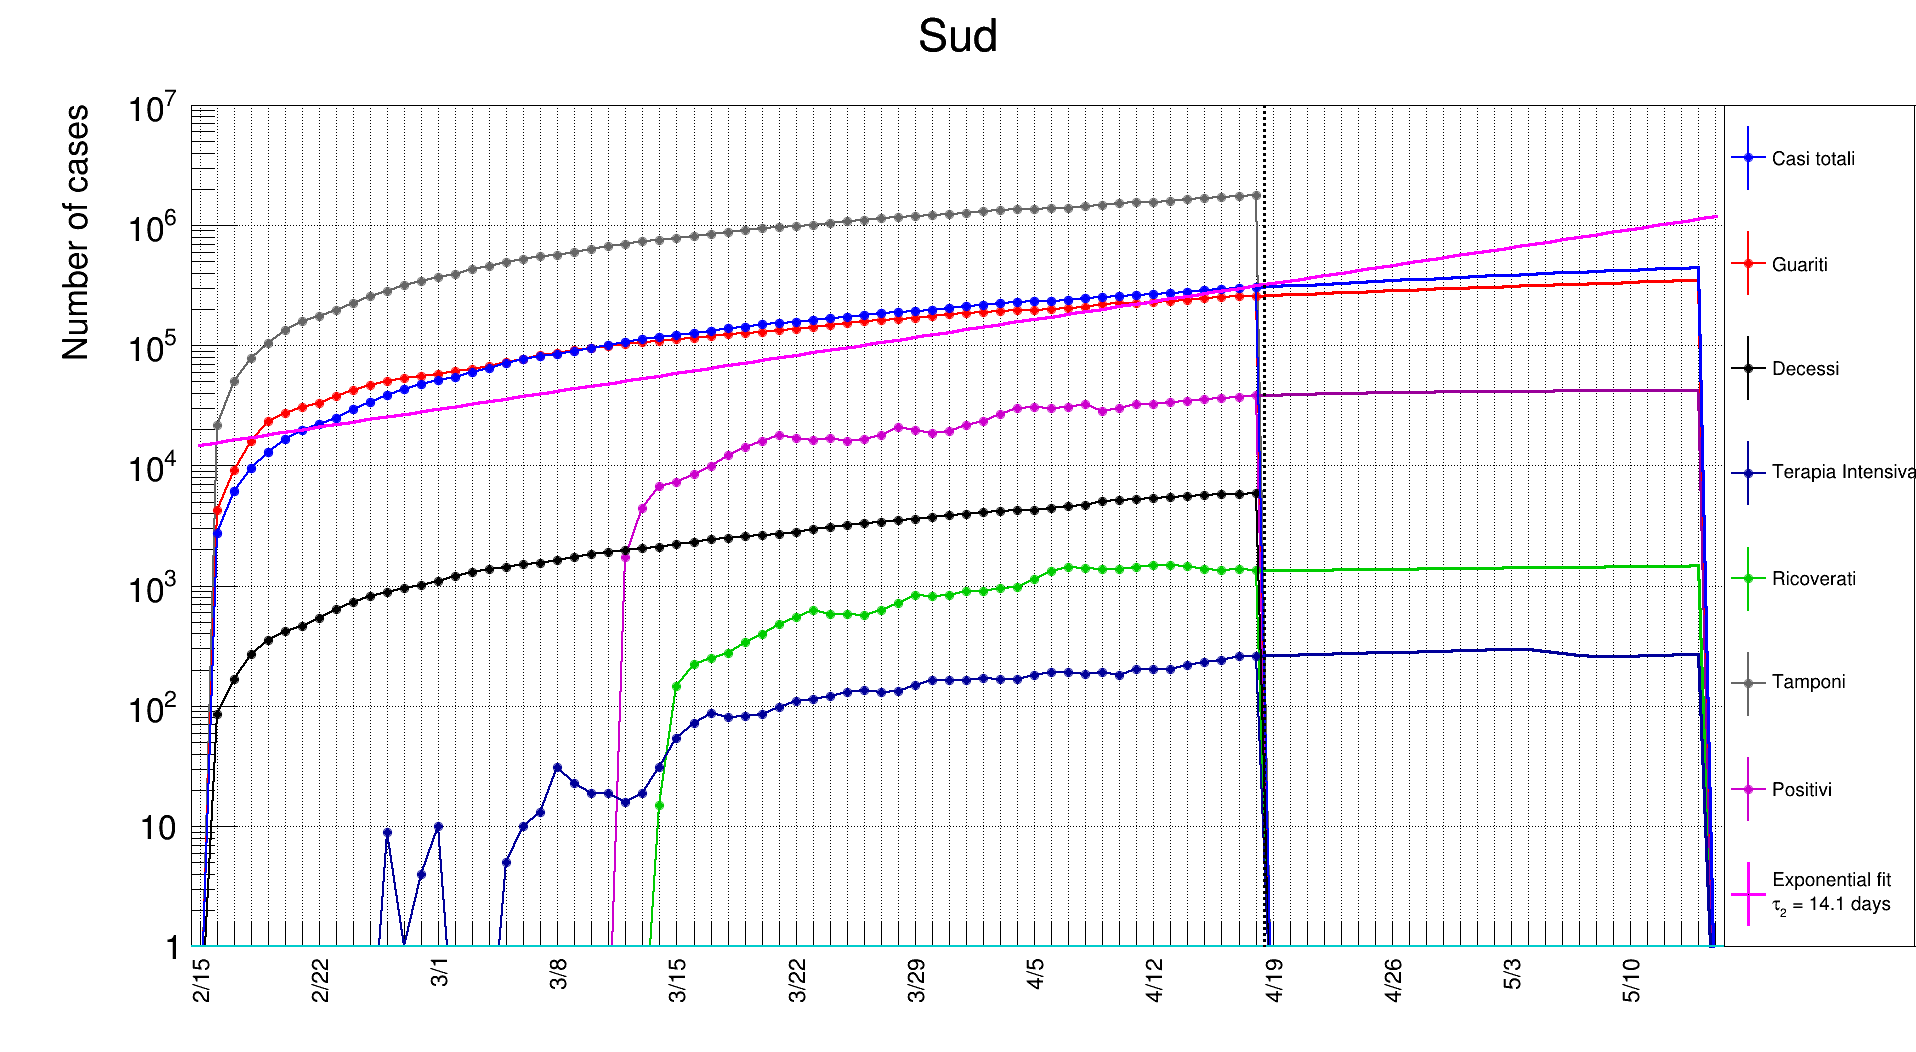 Sud
Number of cases
10^7
10^6
10^5
10^4
10^3
10^2
10
1
2/15 2/22 3/1 3/8 3/15 3/22 3/29 4/5 4/12 4/19 4/26 5/3 5/10
Casi totali
Guariti
Decessi
Terapia Intensiva
Ricoverati
Tamponi
Positivi
Exponential fit
τ₂ = 14.1 days